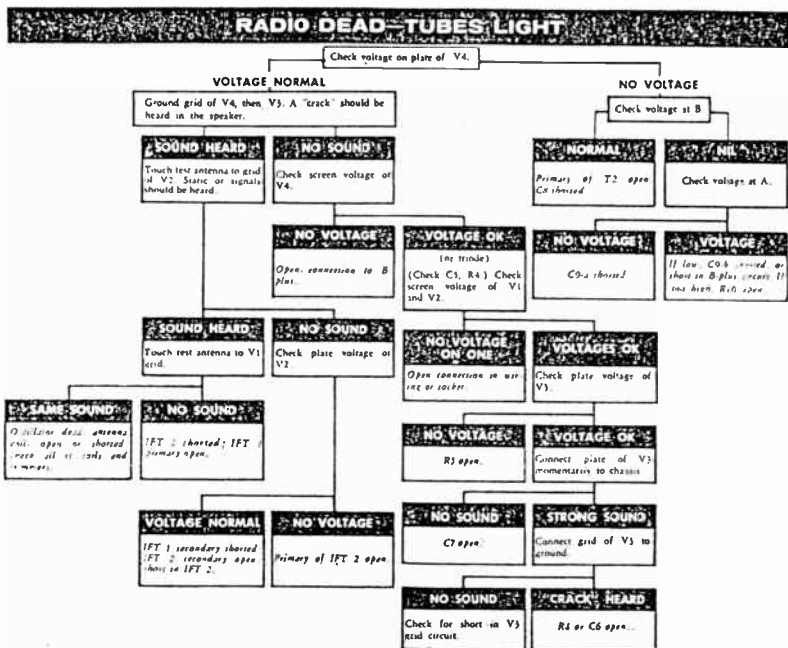 RADIO DEAD—TUBES LIGHT
Check voltage on plate of V4.
VOLTAGE NORMAL
NO VOLTAGE
Ground grid of V4, then V3. A "crack" should be
heard in the speaker.
Check voltage at B
SOUND HEARD
Touch test antenna to grid
of V2. Static or signals
should be heard.
NO SOUND
Check screen voltage of
V4.
NORMAL
Primary of T2 open
C8 shorted
NIL
Check voltage at A.
NO VOLTAGE
Open connection to B
plus.
VOLTAGE OK
(or triode)
(Check C5, R4.) Check
screen voltage of V1
and V2.
NO VOLTAGE
C9-a shorted
VOLTAGE
If low, C9-b shorted, or
short in B-plus circuit. If
too high, open.
SOUND HEARD
Touch test antenna to V1
grid.
NO SOUND
Check plate voltage of
V2.
NO VOLTAGE
ON ONE
Open connection in wir-
ing or socket.
VOLTAGES OK
Check plate voltage of
V3.
SAME SOUND
Oscillator dead, antenna
coil open or shorted
coils and
trimmers.
NO SOUND
IFT 2 shorted; IFT
primary open.
NO VOLTAGE
R5 open.
VOLTAGE OK
Connect plate of V3
momentarily to chassis.
VOLTAGE NORMAL
IFT 1 secondary shorted
IFT 2 secondary open
short in IFT 2.
NO VOLTAGE
Primary of IFT 2 open.
NO SOUND
C7 open.
STRONG SOUND
Connect grid of V3 to
ground.
NO SOUND
Check for short in V3
grid circuit.
"CRACK" HEARD
R4 or C6 open.